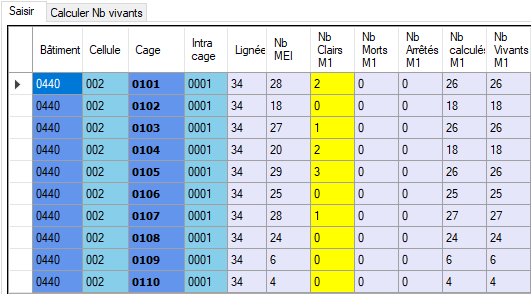 Saisir Calculer Nb vivants
Bâtiment Cellule Cage Intra cage Lignée Nb MEI Nb Clairs M1 Nb Morts M1 Nb Arrêtés M1 Nb calculés M1 Nb Vivants M1
0440 002 0101 0001 34 28 2 0 0 26 26
0440 002 0102 0001 34 18 0 0 0 18 18
0440 002 0103 0001 34 27 1 0 0 26 26
0440 002 0104 0001 34 20 2 0 0 18 18
0440 002 0105 0001 34 29 3 0 0 26 26
0440 002 0106 0001 34 25 0 0 0 25 25
0440 002 0107 0001 34 28 1 0 0 27 27
0440 002 0108 0001 34 24 0 0 0 24 24
0440 002 0109 0001 34 6 0 0 0 6 6
0440 002 0110 0001 34 4 0 0 0 4 4